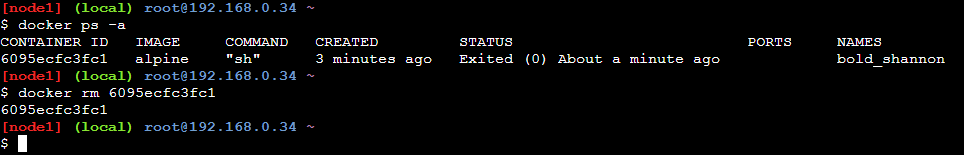 [node1] (local) root@192.168.0.34 ~
$ docker ps -a
CONTAINER ID   IMAGE     COMMAND   CREATED         STATUS                          PORTS     NAMES
6095ecfc3fc1   alpine    "sh"      3 minutes ago   Exited (0) About a minute ago             bold_shannon
[node1] (local) root@192.168.0.34 ~
$ docker rm 6095ecfc3fc1
6095ecfc3fc1
[node1] (local) root@192.168.0.34 ~
$